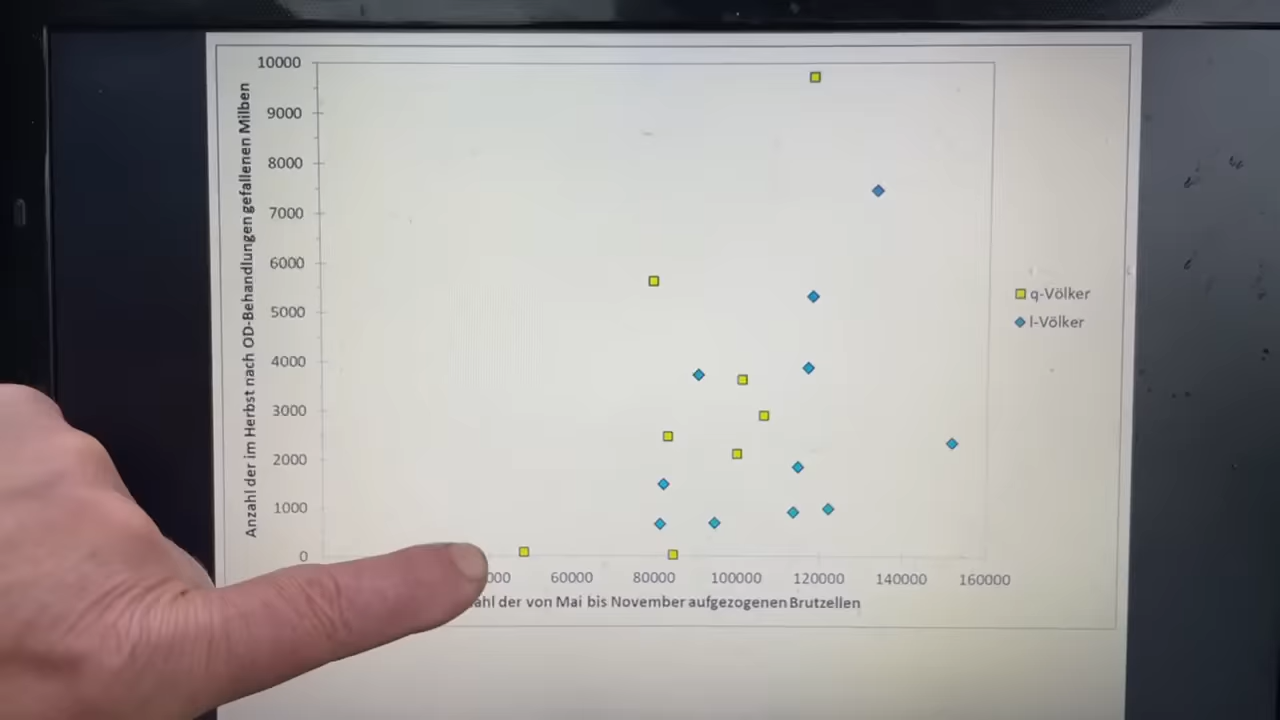 Anzahl der im Herbst nach OD-Behandlungen gefallenen Milben
10000
9000
8000
7000
6000
5000
4000
3000
2000
1000
0
60000 80000 100000 120000 140000 160000
der von Mai bis November aufgezogenen Brutzellen
q-Völker
l-Völker